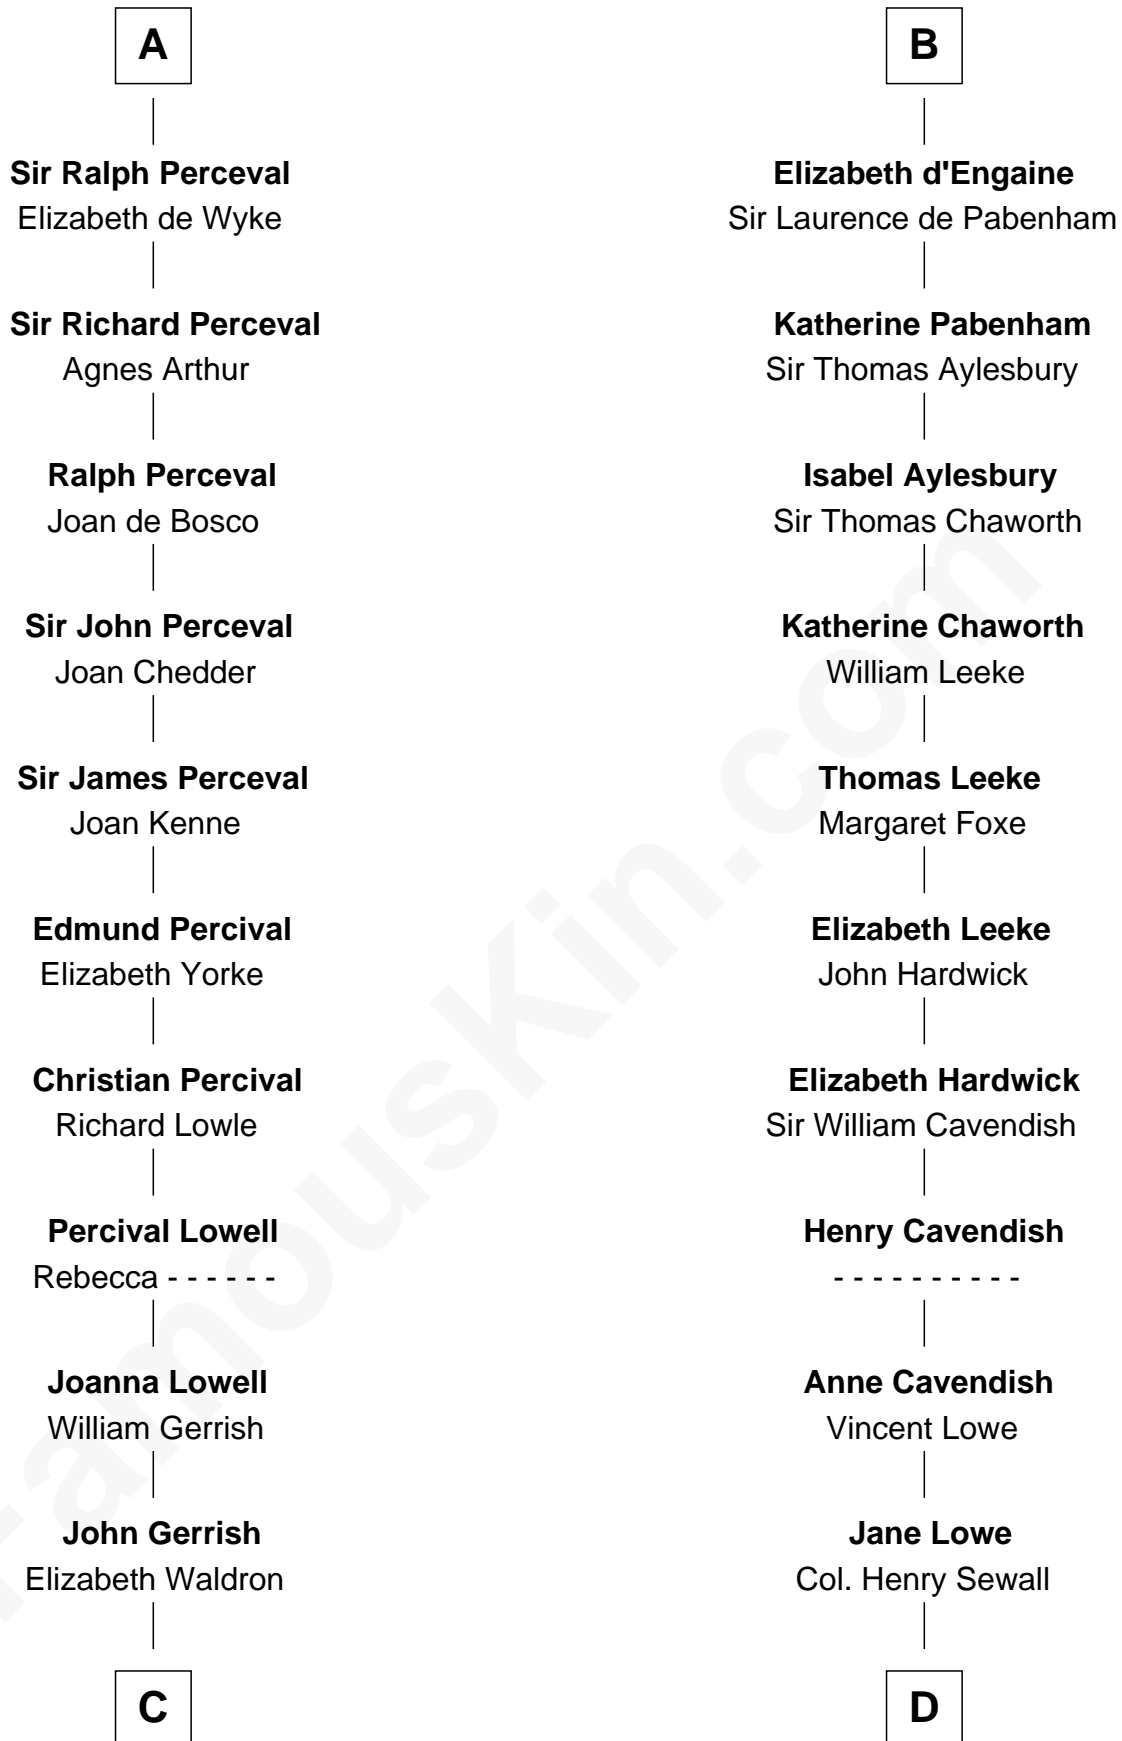 A
Sir Ralph Perceval
Elizabeth de Wyke
Sir Richard Perceval
Agnes Arthur
Ralph Perceval
Joan de Bosco
Sir John Perceval
Joan Chedder
Sir James Perceval
Joan Kenne
Edmund Percival
Elizabeth Yorke
Christian Percival
Richard Lowle
Percival Lowell
Rebecca - - - - - -
Joanna Lowell
William Gerrish
John Gerrish
Elizabeth Waldron
C
B
Elizabeth d'Engaine
Sir Laurence de Pabenham
Katherine Pabenham
Sir Thomas Aylesbury
Isabel Aylesbury
Sir Thomas Chaworth
Katherine Chaworth
William Leeke
Thomas Leeke
Margaret Foxe
Elizabeth Leeke
John Hardwick
Elizabeth Hardwick
Sir William Cavendish
Henry Cavendish
- - - - - - - - - -
Anne Cavendish
Vincent Lowe
Jane Lowe
Col. Henry Sewall
D
FamousKin.com